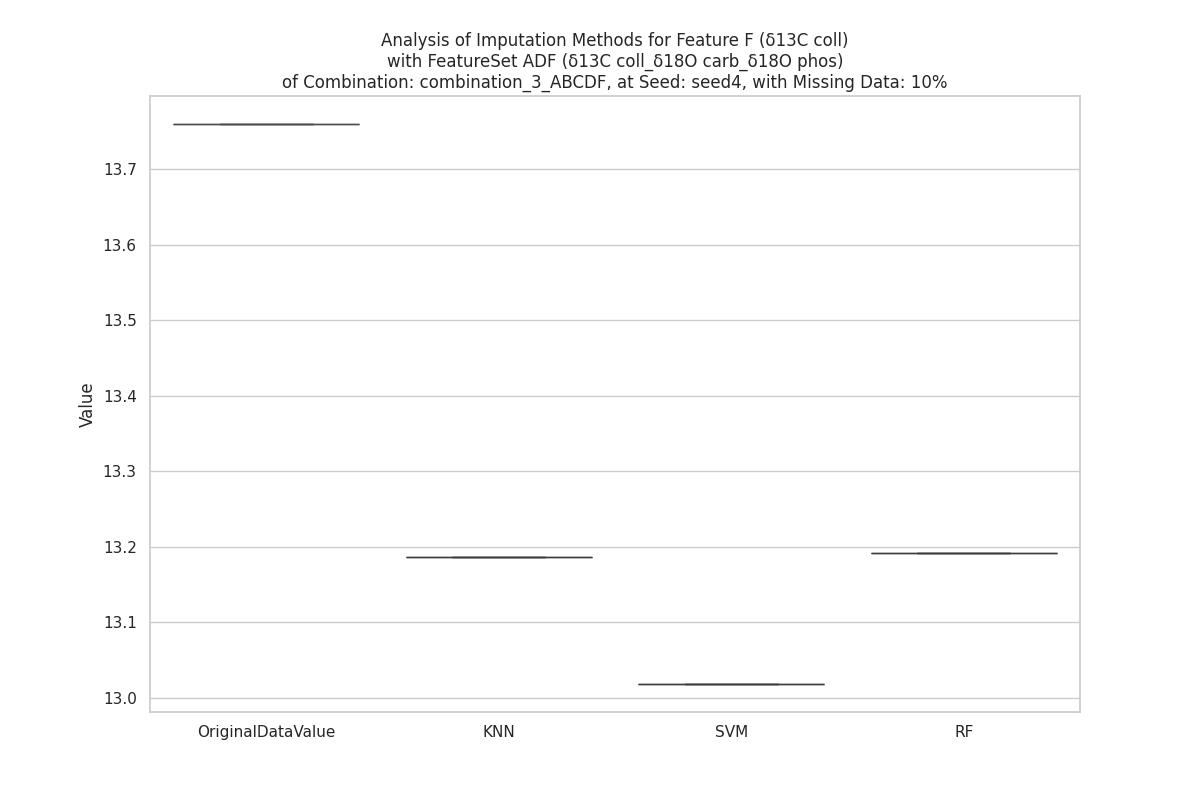 Analysis of Imputation Methods for Feature F (δ13C coll)
with FeatureSet ADF (δ13C coll_δ18O carb_δ18O phos)
of Combination: combination_3_ABCDF, at Seed: seed4, with Missing Data: 10%
13.7
13.6
13.5
13.4
13.3
13.2
13.1
13.0
Value
OriginalDataValue
KNN
SVM
RF